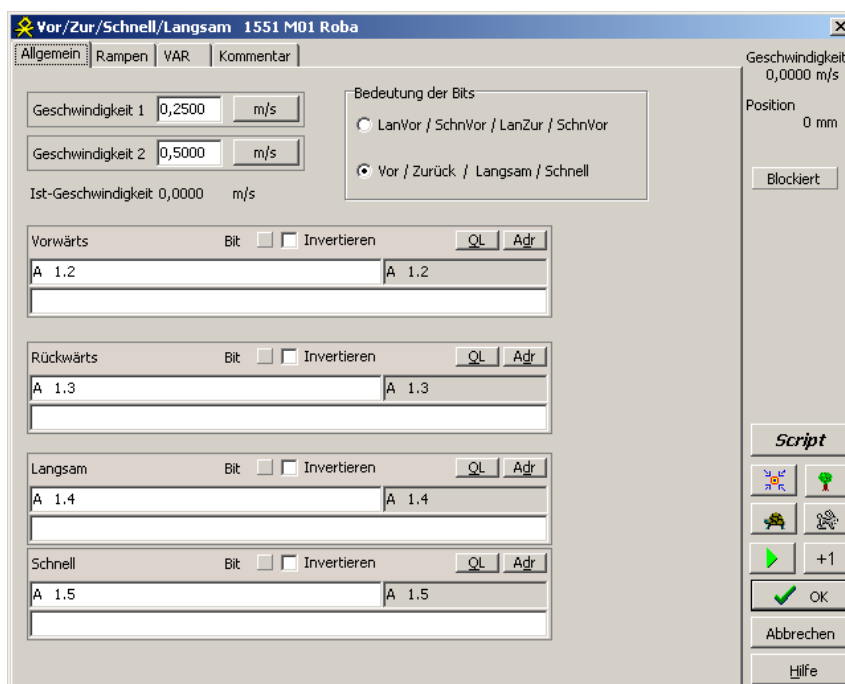 Vor/Zur/Schnell/Langsam 1551 M01 Roba
Allgemein Rampen VAR Kommentar
Geschwindigkeit
0,0000 m/s
Position
0 mm
Blockiert
Geschwindigkeit 1 0,2500 m/s
Geschwindigkeit 2 0,5000 m/s
Ist-Geschwindigkeit 0,0000 m/s
Bedeutung der Bits
LanVor / SchnVor / LanZur / SchnVor
Vor / Zurück / Langsam / Schnell
Vorwärts Bit Invertieren QL Adr
A 1.2 A 1.2
Rückwärts Bit Invertieren QL Adr
A 1.3 A 1.3
Langsam Bit Invertieren QL Adr
A 1.4 A 1.4
Schnell Bit Invertieren QL Adr
A 1.5 A 1.5
Script
+1
OK
Abbrechen
Hilfe